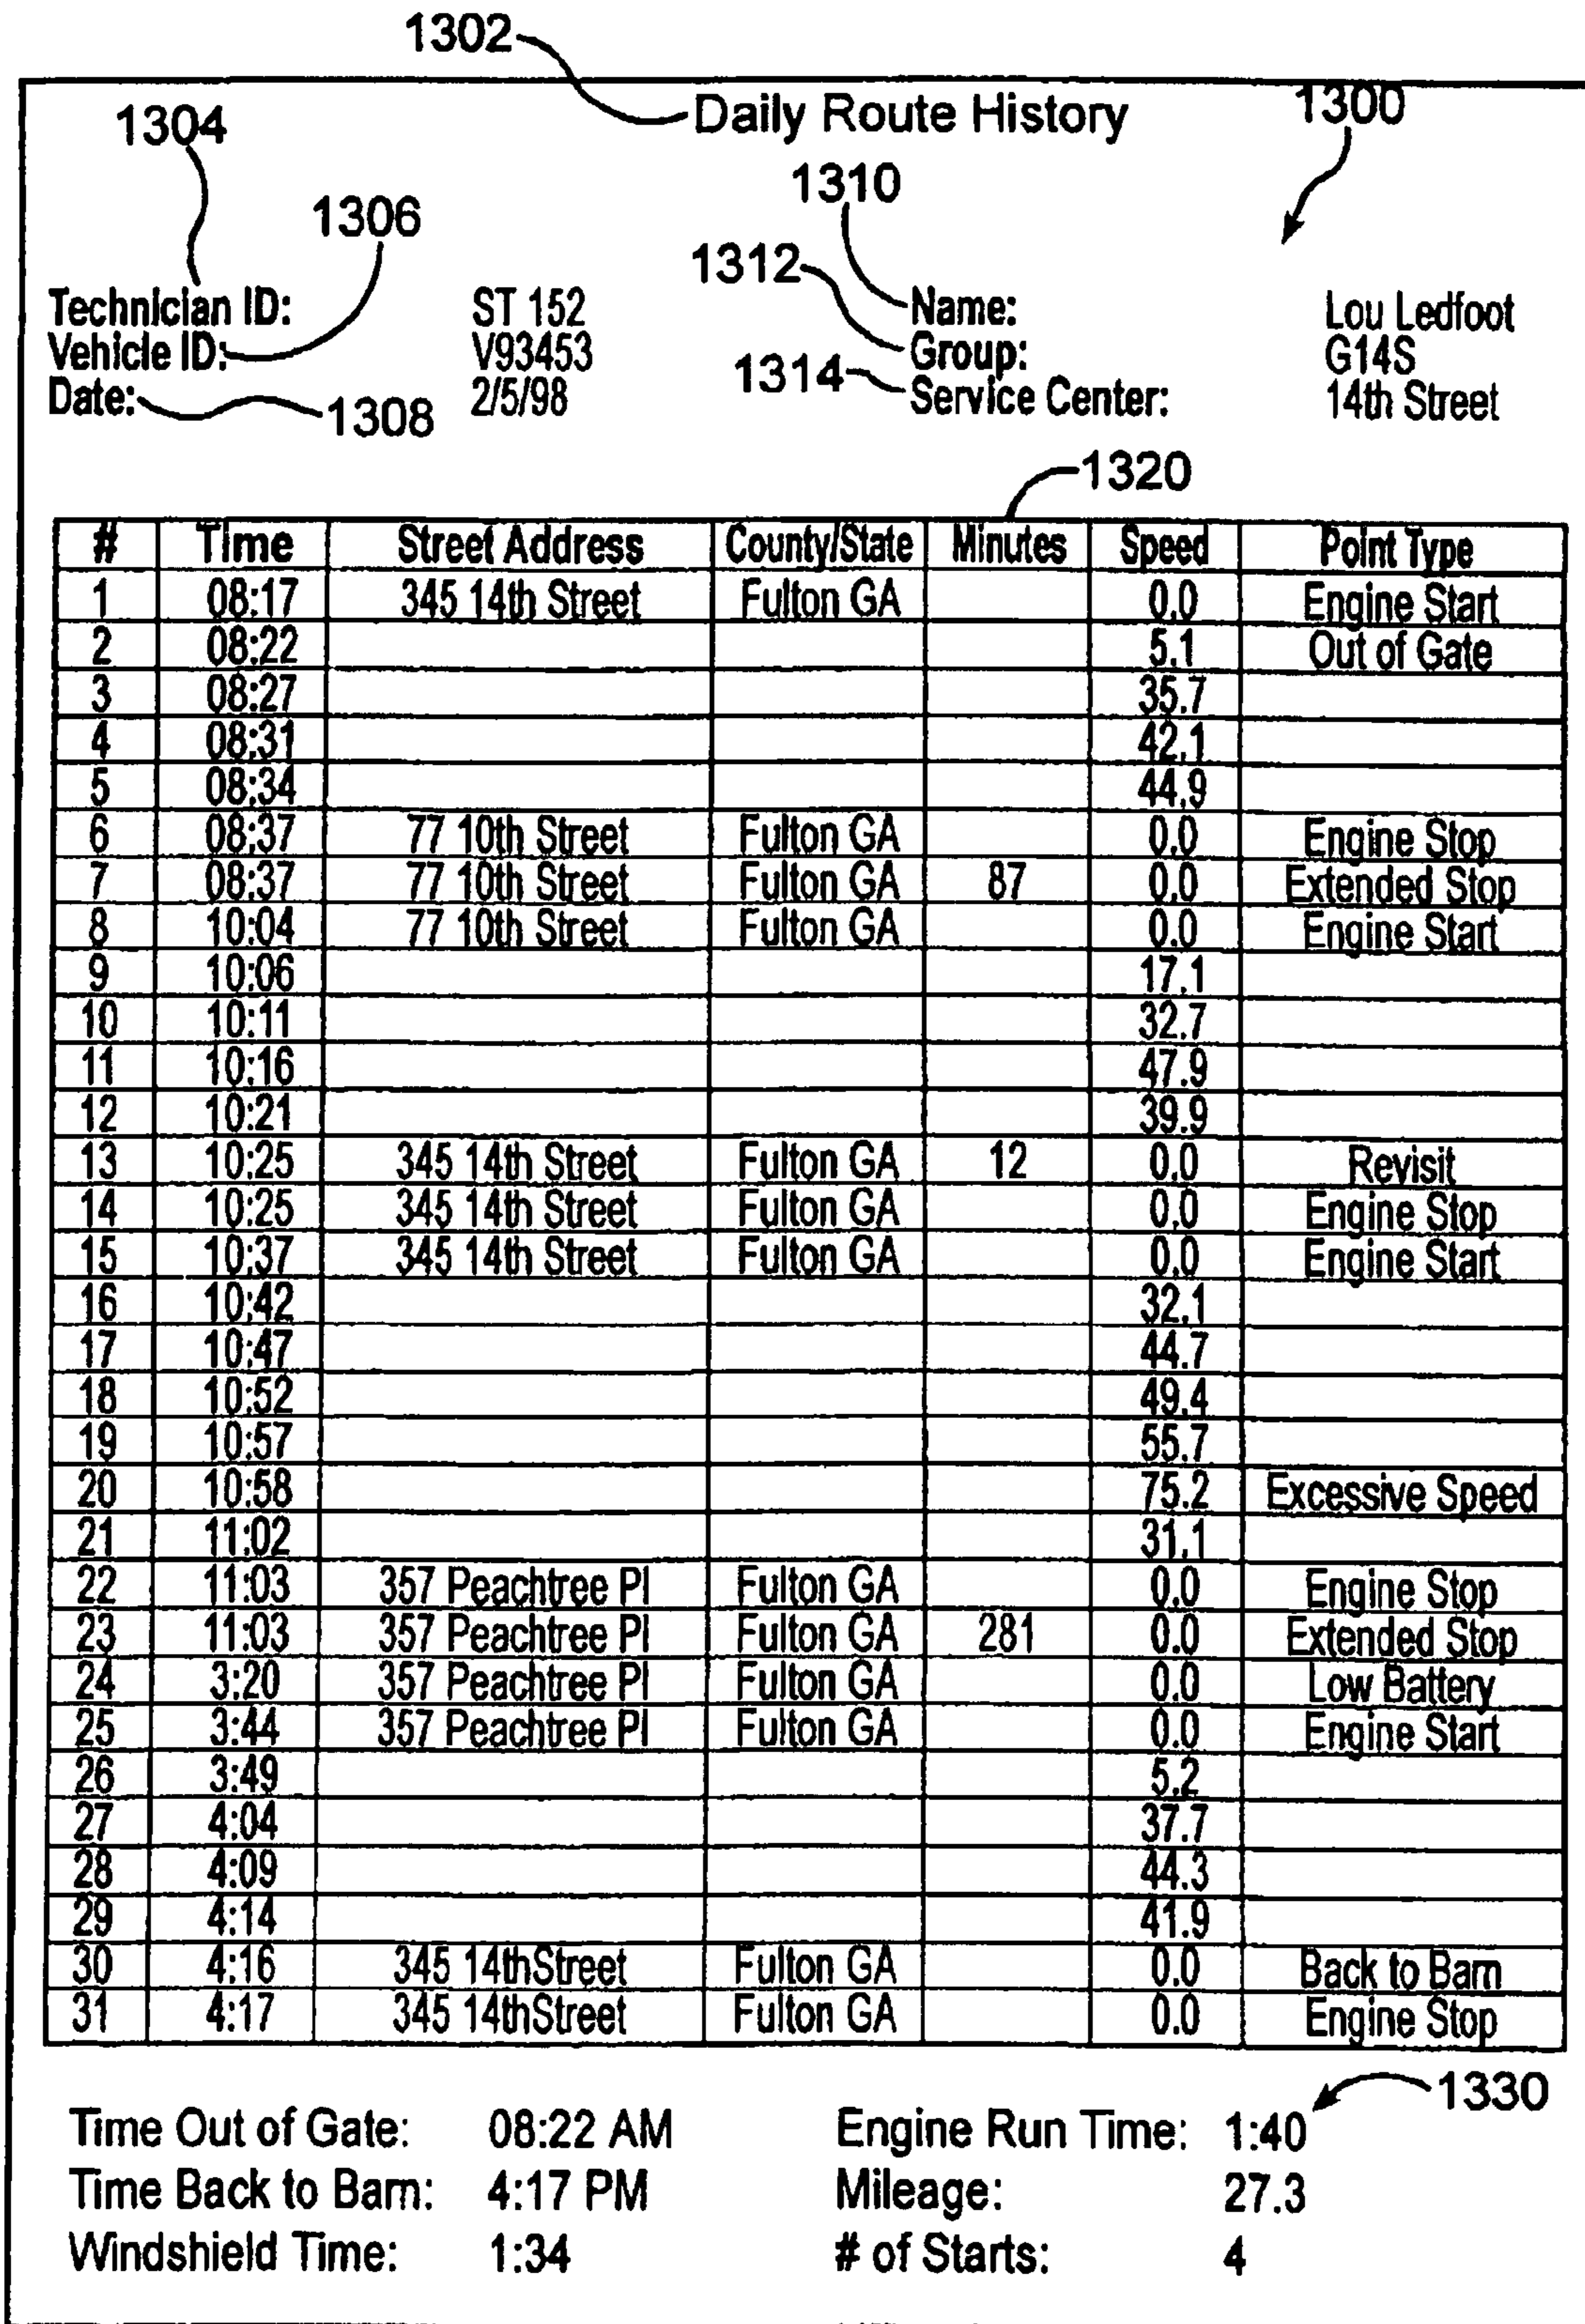 1302
Daily Route History
1300
1304
1310
1306
1312
Technician ID: ST 152 Name: Lou Ledfoot
Vehicle ID: V93453 Group: G14S
1314
Date: 1308 2/5/98 Service Center: 14th Street
1320
# Time Street Address County/State Minutes Speed Point Type
1 08:17 345 14th Street Fulton GA 0.0 Engine Start
2 08:22 5.1 Out of Gate
3 08:27 35.7
4 08:31 42.1
5 08:34 44.9
6 08:37 77 10th Street Fulton GA 0.0 Engine Stop
7 08:37 77 10th Street Fulton GA 87 0.0 Extended Stop
8 10:04 77 10th Street Fulton GA 0.0 Engine Start
9 10:06 17.1
10 10:11 32.7
11 10:16 47.9
12 10:21 39.9
13 10:25 345 14th Street Fulton GA 12 0.0 Revisit
14 10:25 345 14th Street Fulton GA 0.0 Engine Stop
15 10:37 345 14th Street Fulton GA 0.0 Engine Start
16 10:42 32.1
17 10:47 44.7
18 10:52 49.4
19 10:57 55.7
20 10:58 75.2 Excessive Speed
21 11:02 31.1
22 11:03 357 Peachtree Pl Fulton GA 0.0 Engine Stop
23 11:03 357 Peachtree Pl Fulton GA 281 0.0 Extended Stop
24 3:20 357 Peachtree Pl Fulton GA 0.0 Low Battery
25 3:44 357 Peachtree Pl Fulton GA 0.0 Engine Start
26 3:49 5.2
27 4:04 37.7
28 4:09 44.3
29 4:14 41.9
30 4:16 345 14thStreet Fulton GA 0.0 Back to Barn
31 4:17 345 14thStreet Fulton GA 0.0 Engine Stop
1330
Time Out of Gate: 08:22 AM Engine Run Time: 1:40
Time Back to Barn: 4:17 PM Mileage: 27.3
Windshield Time: 1:34 # of Starts: 4